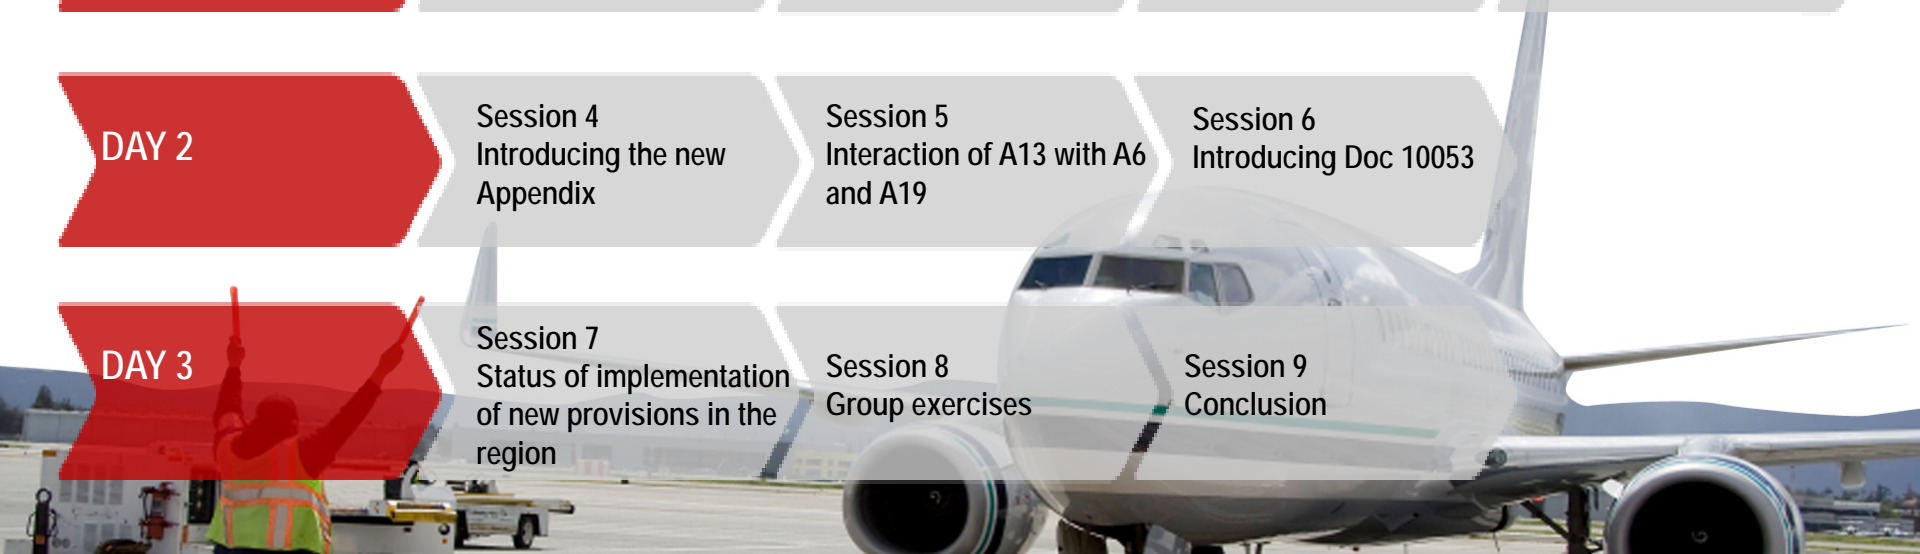 DAY 2
Session 4
Introducing the new
Appendix
Session 5
Interaction of A13 with A6
and A19
Session 6
Introducing Doc 10053
DAY 3
Session 7
Status of implementation
of new provisions in the
region
Session 8
Group exercises
Session 9
Conclusion